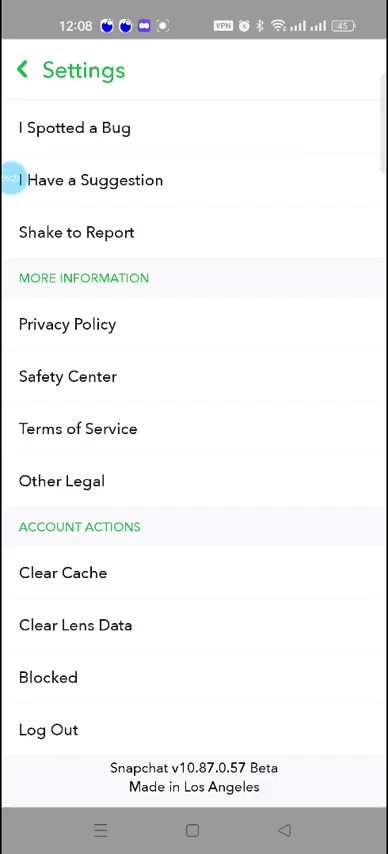 12:08
VPN
45
Settings
I Spotted a Bug
I Have a Suggestion
Shake to Report
MORE INFORMATION
Privacy Policy
Safety Center
Terms of Service
Other Legal
ACCOUNT ACTIONS
Clear Cache
Clear Lens Data
Blocked
Log Out
Snapchat v10.87.0.57 Beta
Made in Los Angeles